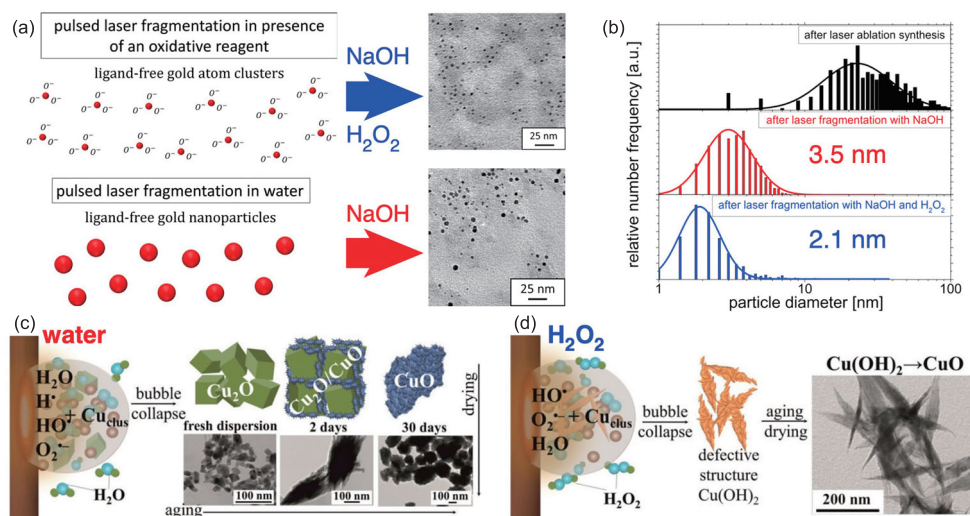 (a)
pulsed laser fragmentation in presence
of an oxidative reagent
ligand-free gold atom clusters
O⁻ O⁻ O⁻ O⁻ O⁻ O⁻ O⁻ O⁻ O⁻ O⁻ O⁻ O⁻ O⁻ O⁻ O⁻ O⁻ O⁻ O⁻
O⁻ O⁻ O⁻ O⁻ O⁻ O⁻ O⁻ O⁻ O⁻ O⁻ O⁻ O⁻ O⁻ O⁻ O⁻ O⁻ O⁻ O⁻ O⁻ O⁻ O⁻
NaOH
H₂O₂
25 nm
pulsed laser fragmentation in water
ligand-free gold nanoparticles
NaOH
25 nm
(b)
relative number frequency [a.u.]
after laser ablation synthesis
after laser fragmentation with NaOH
3.5 nm
after laser fragmentation with NaOH and H₂O₂
2.1 nm
1 10 100
particle diameter [nm]
(c)
water
H₂O
H•
HO•
O₂•⁻
+ Cu_clus
H₂O
bubble
collapse
Cu₂O
Cu₂O/CuO
CuO
fresh dispersion
2 days
30 days
100 nm
100 nm
100 nm
drying
aging
(d)
H₂O₂
HO•
O₂•⁻ + Cu_clus
H₂O
H₂O₂
bubble
collapse
defective
structure
Cu(OH)₂
aging
drying
Cu(OH)₂→CuO
200 nm